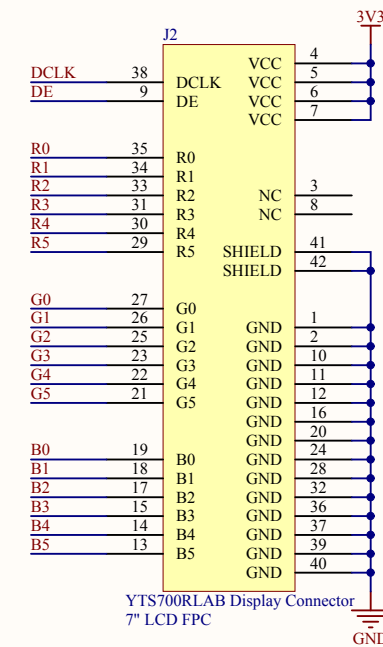 3V3
J2
DCLK 38 DCLK VCC 4
DE 9 DE VCC 5
VCC 6
VCC 7
R0 35 R0
R1 34 R1
R2 33 R2 NC 3
R3 31 R3 NC 8
R4 30 R4
R5 29 R5 SHIELD 41
SHIELD 42
G0 27 G0
G1 26 G1 GND 1
G2 25 G2 GND 2
G3 23 G3 GND 10
G4 22 G4 GND 11
G5 21 G5 GND 12
GND 16
GND 20
B0 19 B0 GND 24
B1 18 B1 GND 28
B2 17 B2 GND 32
B3 15 B3 GND 36
B4 14 B4 GND 37
B5 13 B5 GND 39
GND 40
YTS700RLAB Display Connector
7" LCD FPC
GND